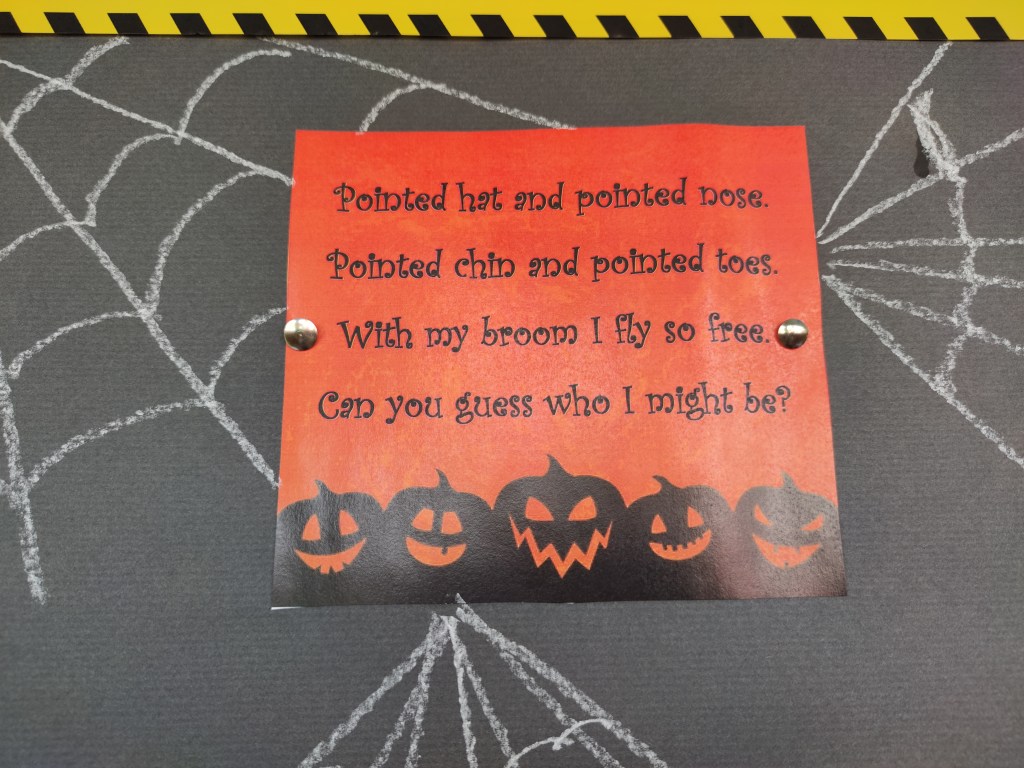 Pointed hat and pointed nose.
Pointed chin and pointed toes.
With my broom I fly so free.
Can you guess who I might be?